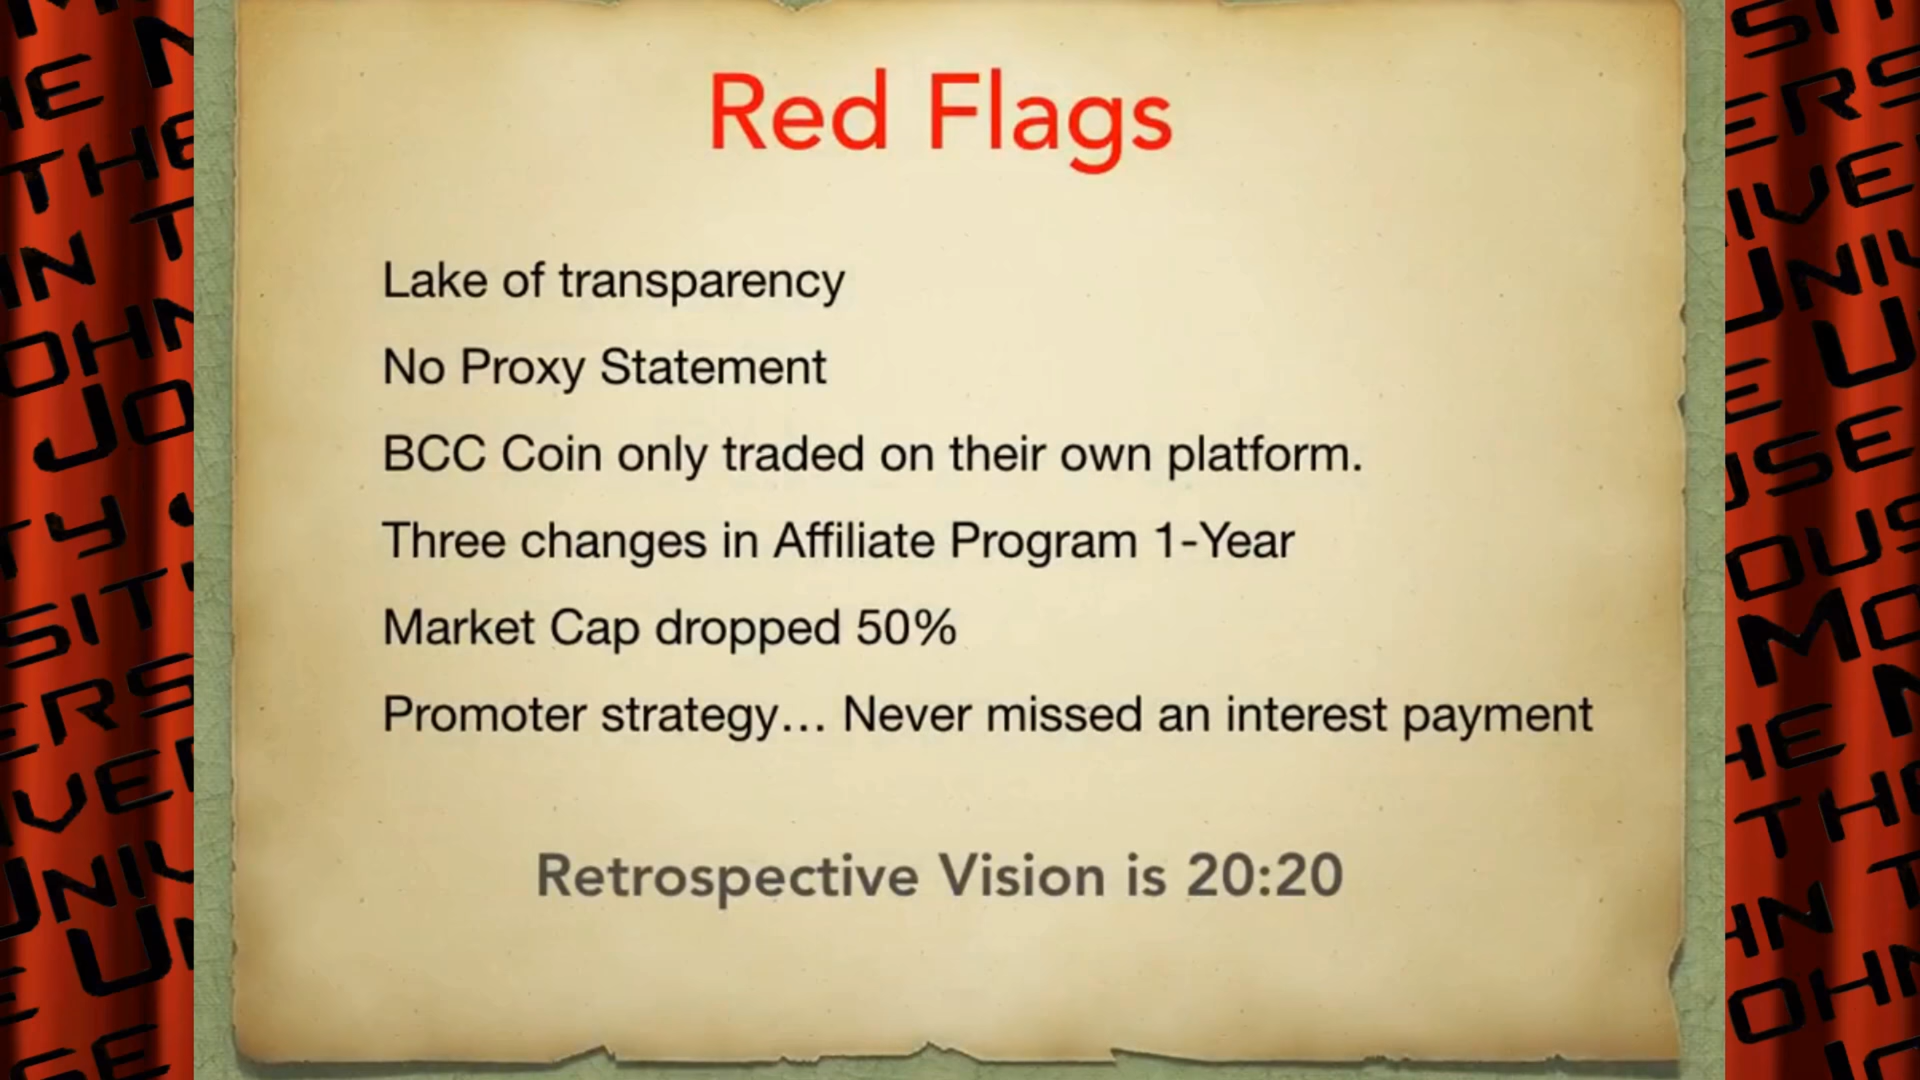 Red Flags
Lake of transparency
No Proxy Statement
BCC Coin only traded on their own platform.
Three changes in Affiliate Program 1-Year
Market Cap dropped 50%
Promoter strategy... Never missed an interest payment
Retrospective Vision is 20:20